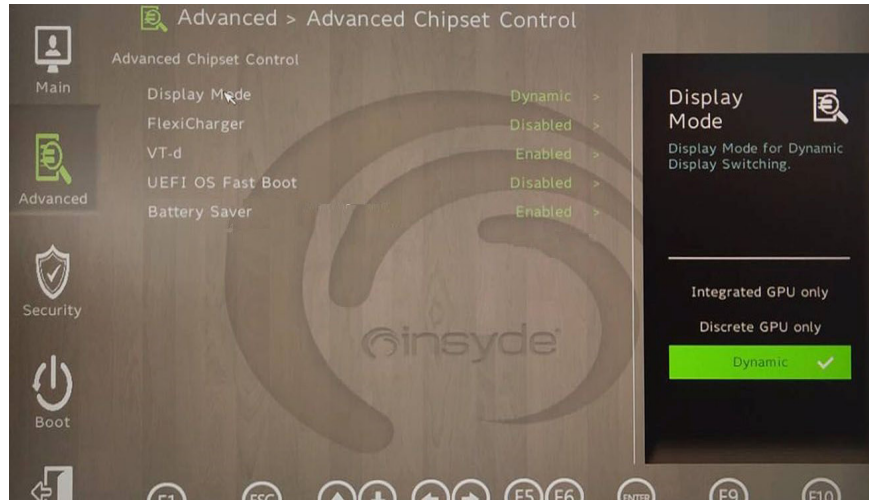 Advanced > Advanced Chipset Control
Main
Advanced
Security
Boot
Advanced Chipset Control
Display Mode Dynamic >
FlexiCharger Disabled >
VT-d Enabled >
UEFI OS Fast Boot Disabled >
Battery Saver Enabled >
insyde
Display
Mode
Display Mode for Dynamic
Display Switching.
Integrated GPU only
Discrete GPU only
Dynamic
F1 ESC F5 F6 ENTER F9 F10